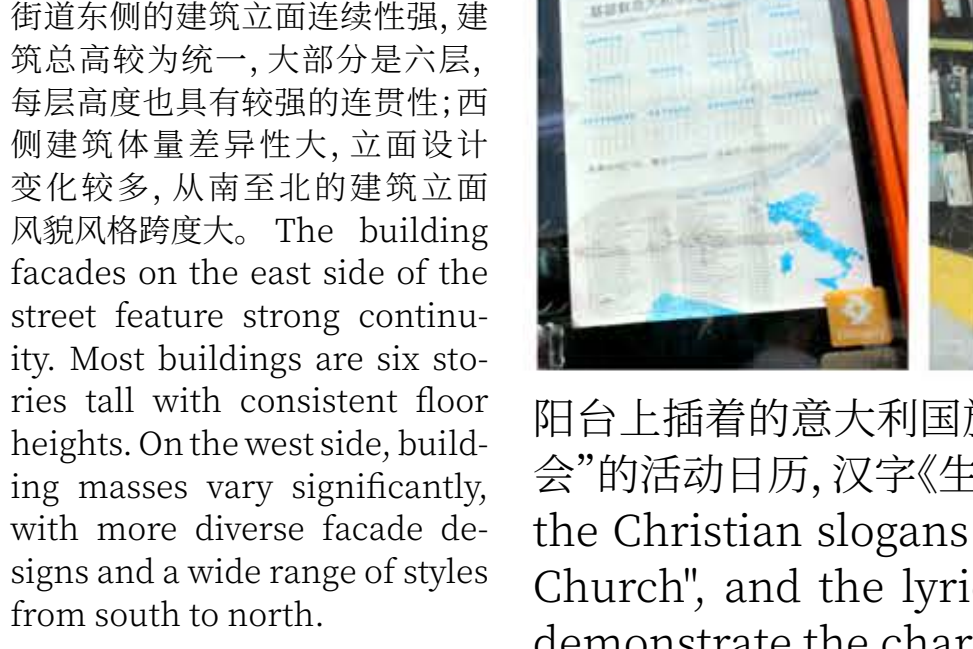 街道东侧的建筑立面连续性强，建
筑总高较为统一，大部分是六层，
每层高度也具有较强的连贯性；西
侧建筑体量差异性大，立面设计
变化较多，从南至北的建筑立面
风貌风格跨度大。 The building
facades on the east side of the
street feature strong continu-
ity. Most buildings are six sto-
ries tall with consistent floor
heights. On the west side, build-
ing masses vary significantly,
with more diverse facade de-
signs and a wide range of styles
from south to north.
阳台上插着的意大利国
会”的活动日历，汉字《生
the Christian slogans
Church", and the lyri
demonstrate the char